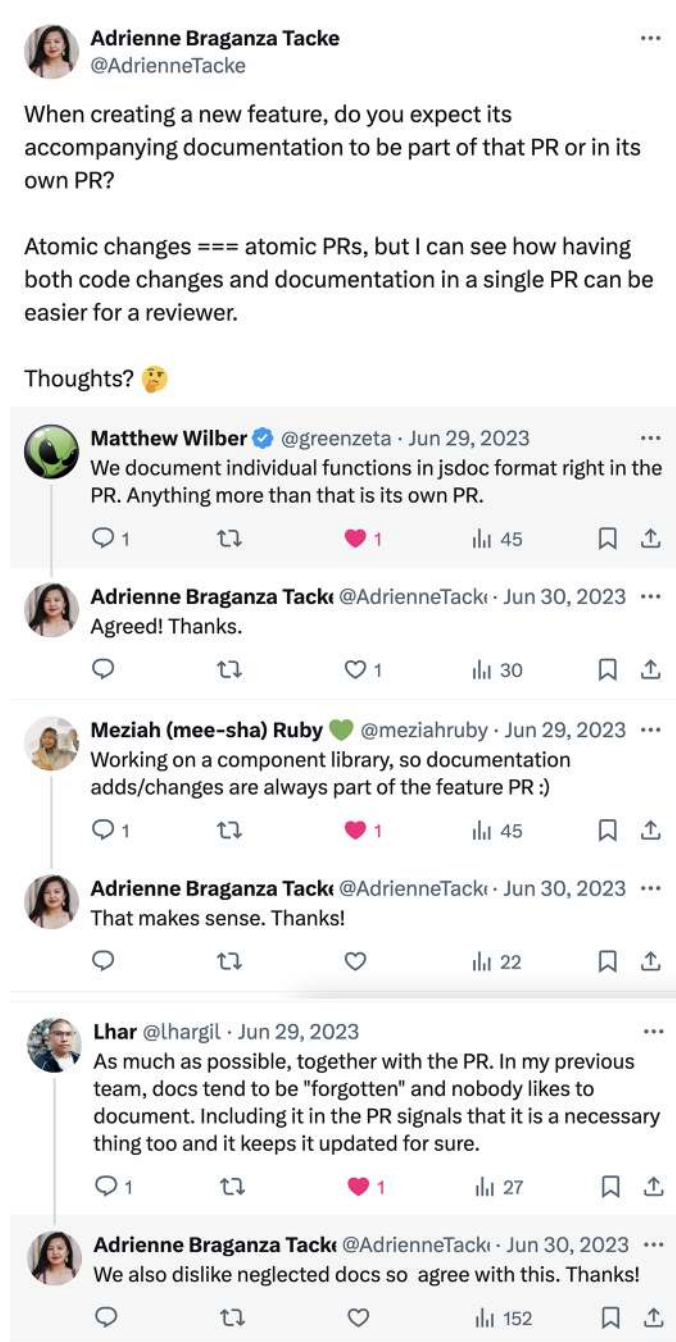 Adrienne Braganza Tacke
@AdrienneTacke
When creating a new feature, do you expect its
accompanying documentation to be part of that PR or in its
own PR?
Atomic changes === atomic PRs, but I can see how having
both code changes and documentation in a single PR can be
easier for a reviewer.
Thoughts? 🤔
Matthew Wilber @greenzeta · Jun 29, 2023
We document individual functions in jsdoc format right in the
PR. Anything more than that is its own PR.
1 1 45
Adrienne Braganza Tacke @AdrienneTacke · Jun 30, 2023
Agreed! Thanks.
1 30
Meziah (mee-sha) Ruby 💚 @meziahruby · Jun 29, 2023
Working on a component library, so documentation
adds/changes are always part of the feature PR :)
1 1 45
Adrienne Braganza Tacke @AdrienneTacke · Jun 30, 2023
That makes sense. Thanks!
22
Lhar @lhargil · Jun 29, 2023
As much as possible, together with the PR. In my previous
team, docs tend to be "forgotten" and nobody likes to
document. Including it in the PR signals that it is a necessary
thing too and it keeps it updated for sure.
1 1 27
Adrienne Braganza Tacke @AdrienneTacke · Jun 30, 2023
We also dislike neglected docs so agree with this. Thanks!
152